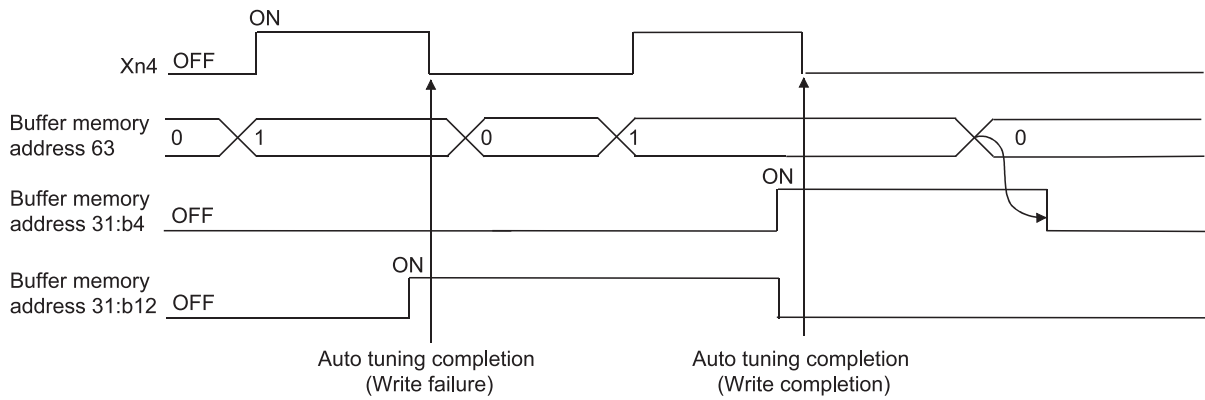 ON
Xn4 OFF
Buffer memory
address 63
0 1 0 1 0
ON
Buffer memory
address 31:b4
OFF
ON
Buffer memory
address 31:b12
OFF
Auto tuning completion
(Write failure)
Auto tuning completion
(Write completion)